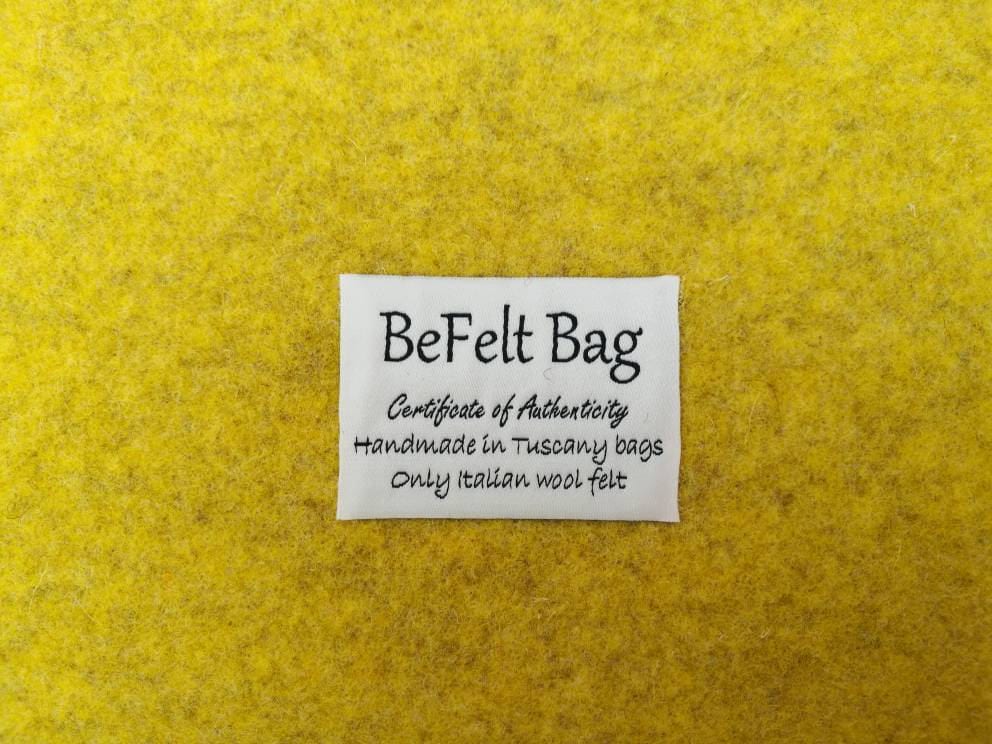 BeFelt Bag
Certificate of Authenticity
Handmade in Tuscany bags
Only Italian wool felt